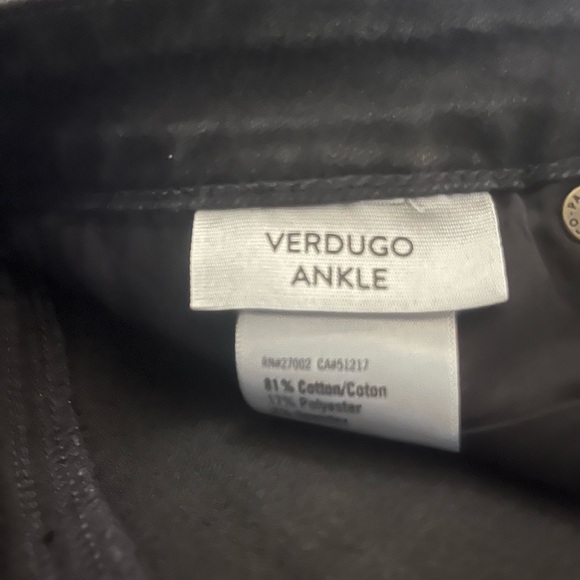 VERDUGO
ANKLE
RN#27002 CA#51217
81% Cotton/Coton
17% Polyester